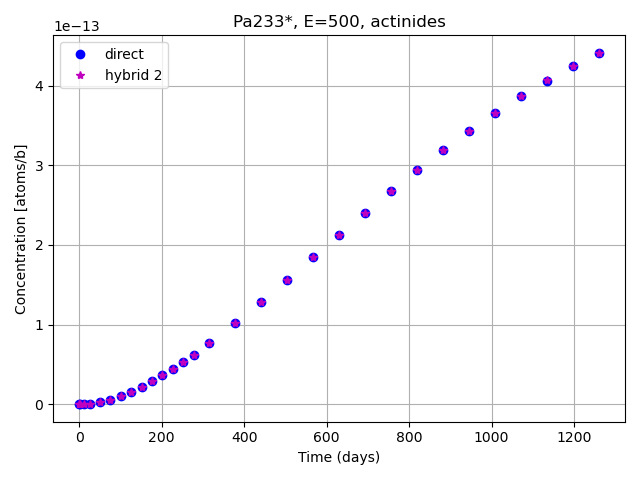 Pa233*, E=500, actinides
1e−13
direct
hybrid 2
4
3
2
1
0
Concentration [atoms/b]
0 200 400 600 800 1000 1200
Time (days)